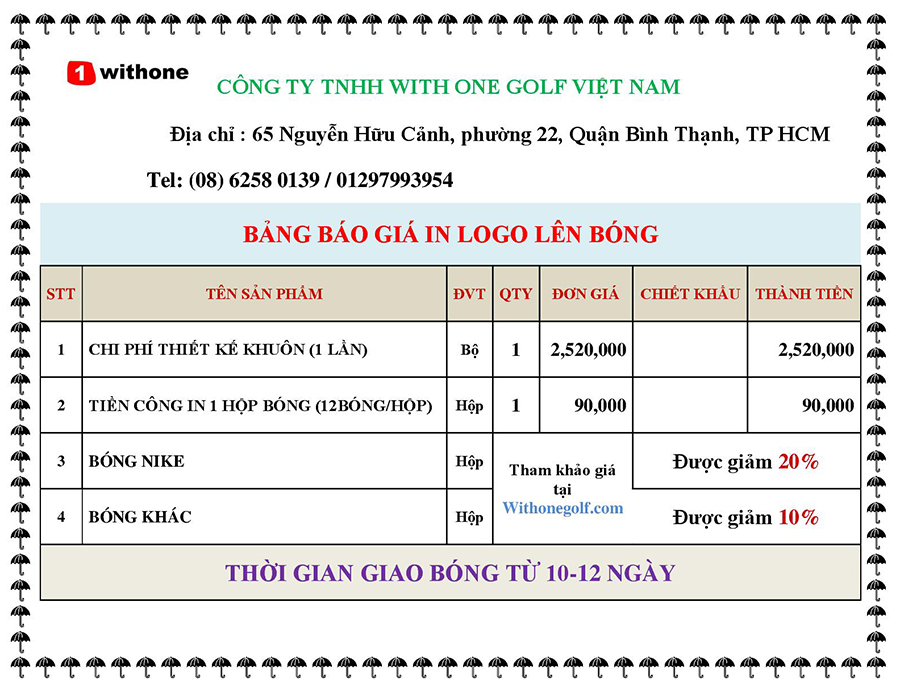 1 withone
CÔNG TY TNHH WITH ONE GOLF VIỆT NAM
Địa chỉ : 65 Nguyễn Hữu Cảnh, phường 22, Quận Bình Thạnh, TP HCM
Tel: (08) 6258 0139 / 01297993954
BẢNG BÁO GIÁ IN LOGO LÊN BÓNG
STT TÊN SẢN PHẨM ĐVT QTY ĐƠN GIÁ CHIẾT KHẤU THÀNH TIỀN
1 CHI PHÍ THIẾT KẾ KHUÔN (1 LẦN) Bộ 1 2,520,000 2,520,000
2 TIỀN CÔNG IN 1 HỘP BÓNG (12BÓNG/HỘP) Hộp 1 90,000 90,000
3 BÓNG NIKE Hộp Được giảm 20%
Tham khảo giá
tại
Withonegolf.com
4 BÓNG KHÁC Hộp Được giảm 10%
THỜI GIAN GIAO BÓNG TỪ 10-12 NGÀY